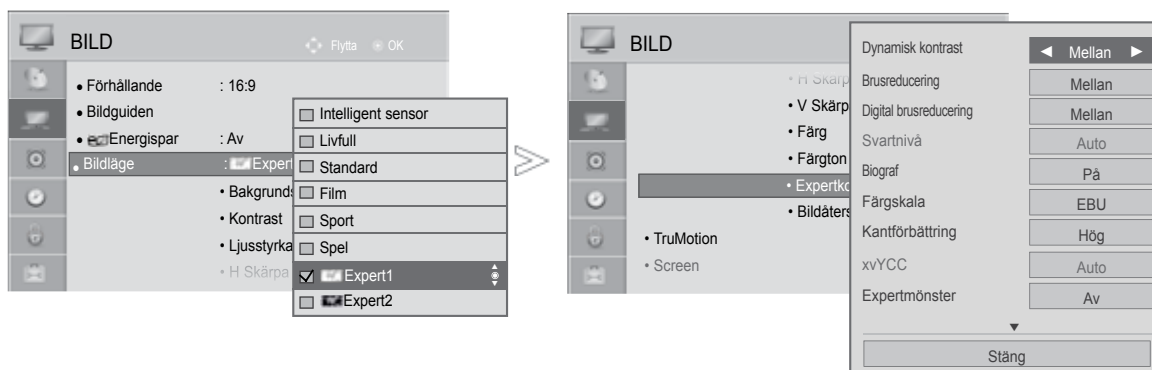 BILD
Flytta OK
• Förhållande : 16:9
• Bildguiden
• Energispar : Av
• Bildläge : Expert
• Bakgrunds
• Kontrast
• Ljusstyrka
• H Skärpa
Intelligent sensor
Livfull
Standard
Film
Sport
Spel
Expert1
Expert2
BILD
• H Skärp
• V Skärp
• Färg
• Färgton
• Expertko
• Bildåters
• TruMotion
• Screen
Dynamisk kontrast ◄ Mellan ►
Brusreducering Mellan
Digital brusreducering Mellan
Svartnivå Auto
Biograf På
Färgskala EBU
Kantförbättring Hög
xvYCC Auto
Expertmönster Av
▼
Stäng